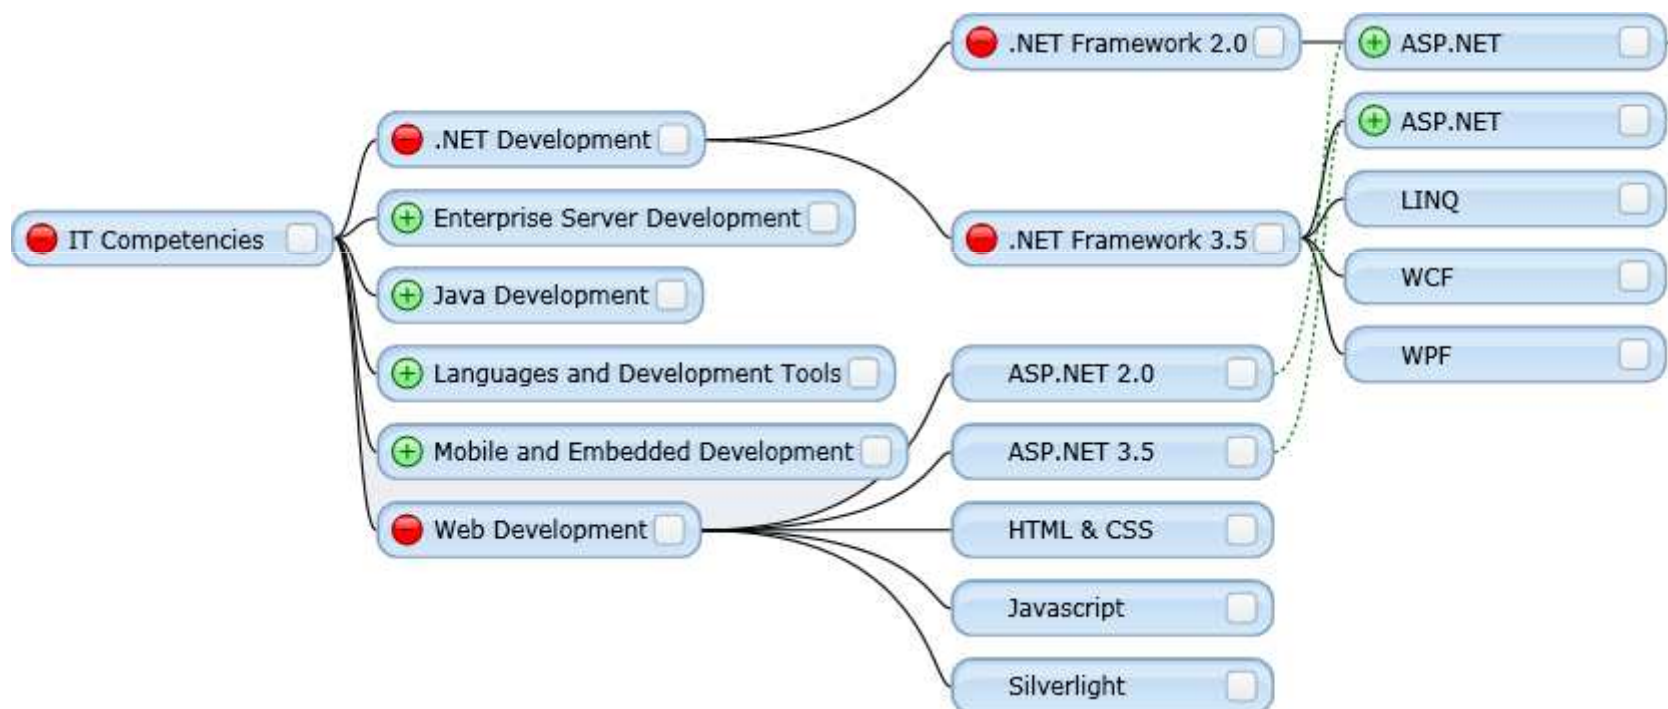 IT Competencies
.NET Development
Enterprise Server Development
Java Development
Languages and Development Tools
Mobile and Embedded Development
Web Development
.NET Framework 2.0
.NET Framework 3.5
ASP.NET 2.0
ASP.NET 3.5
HTML & CSS
Javascript
Silverlight
ASP.NET
ASP.NET
LINQ
WCF
WPF